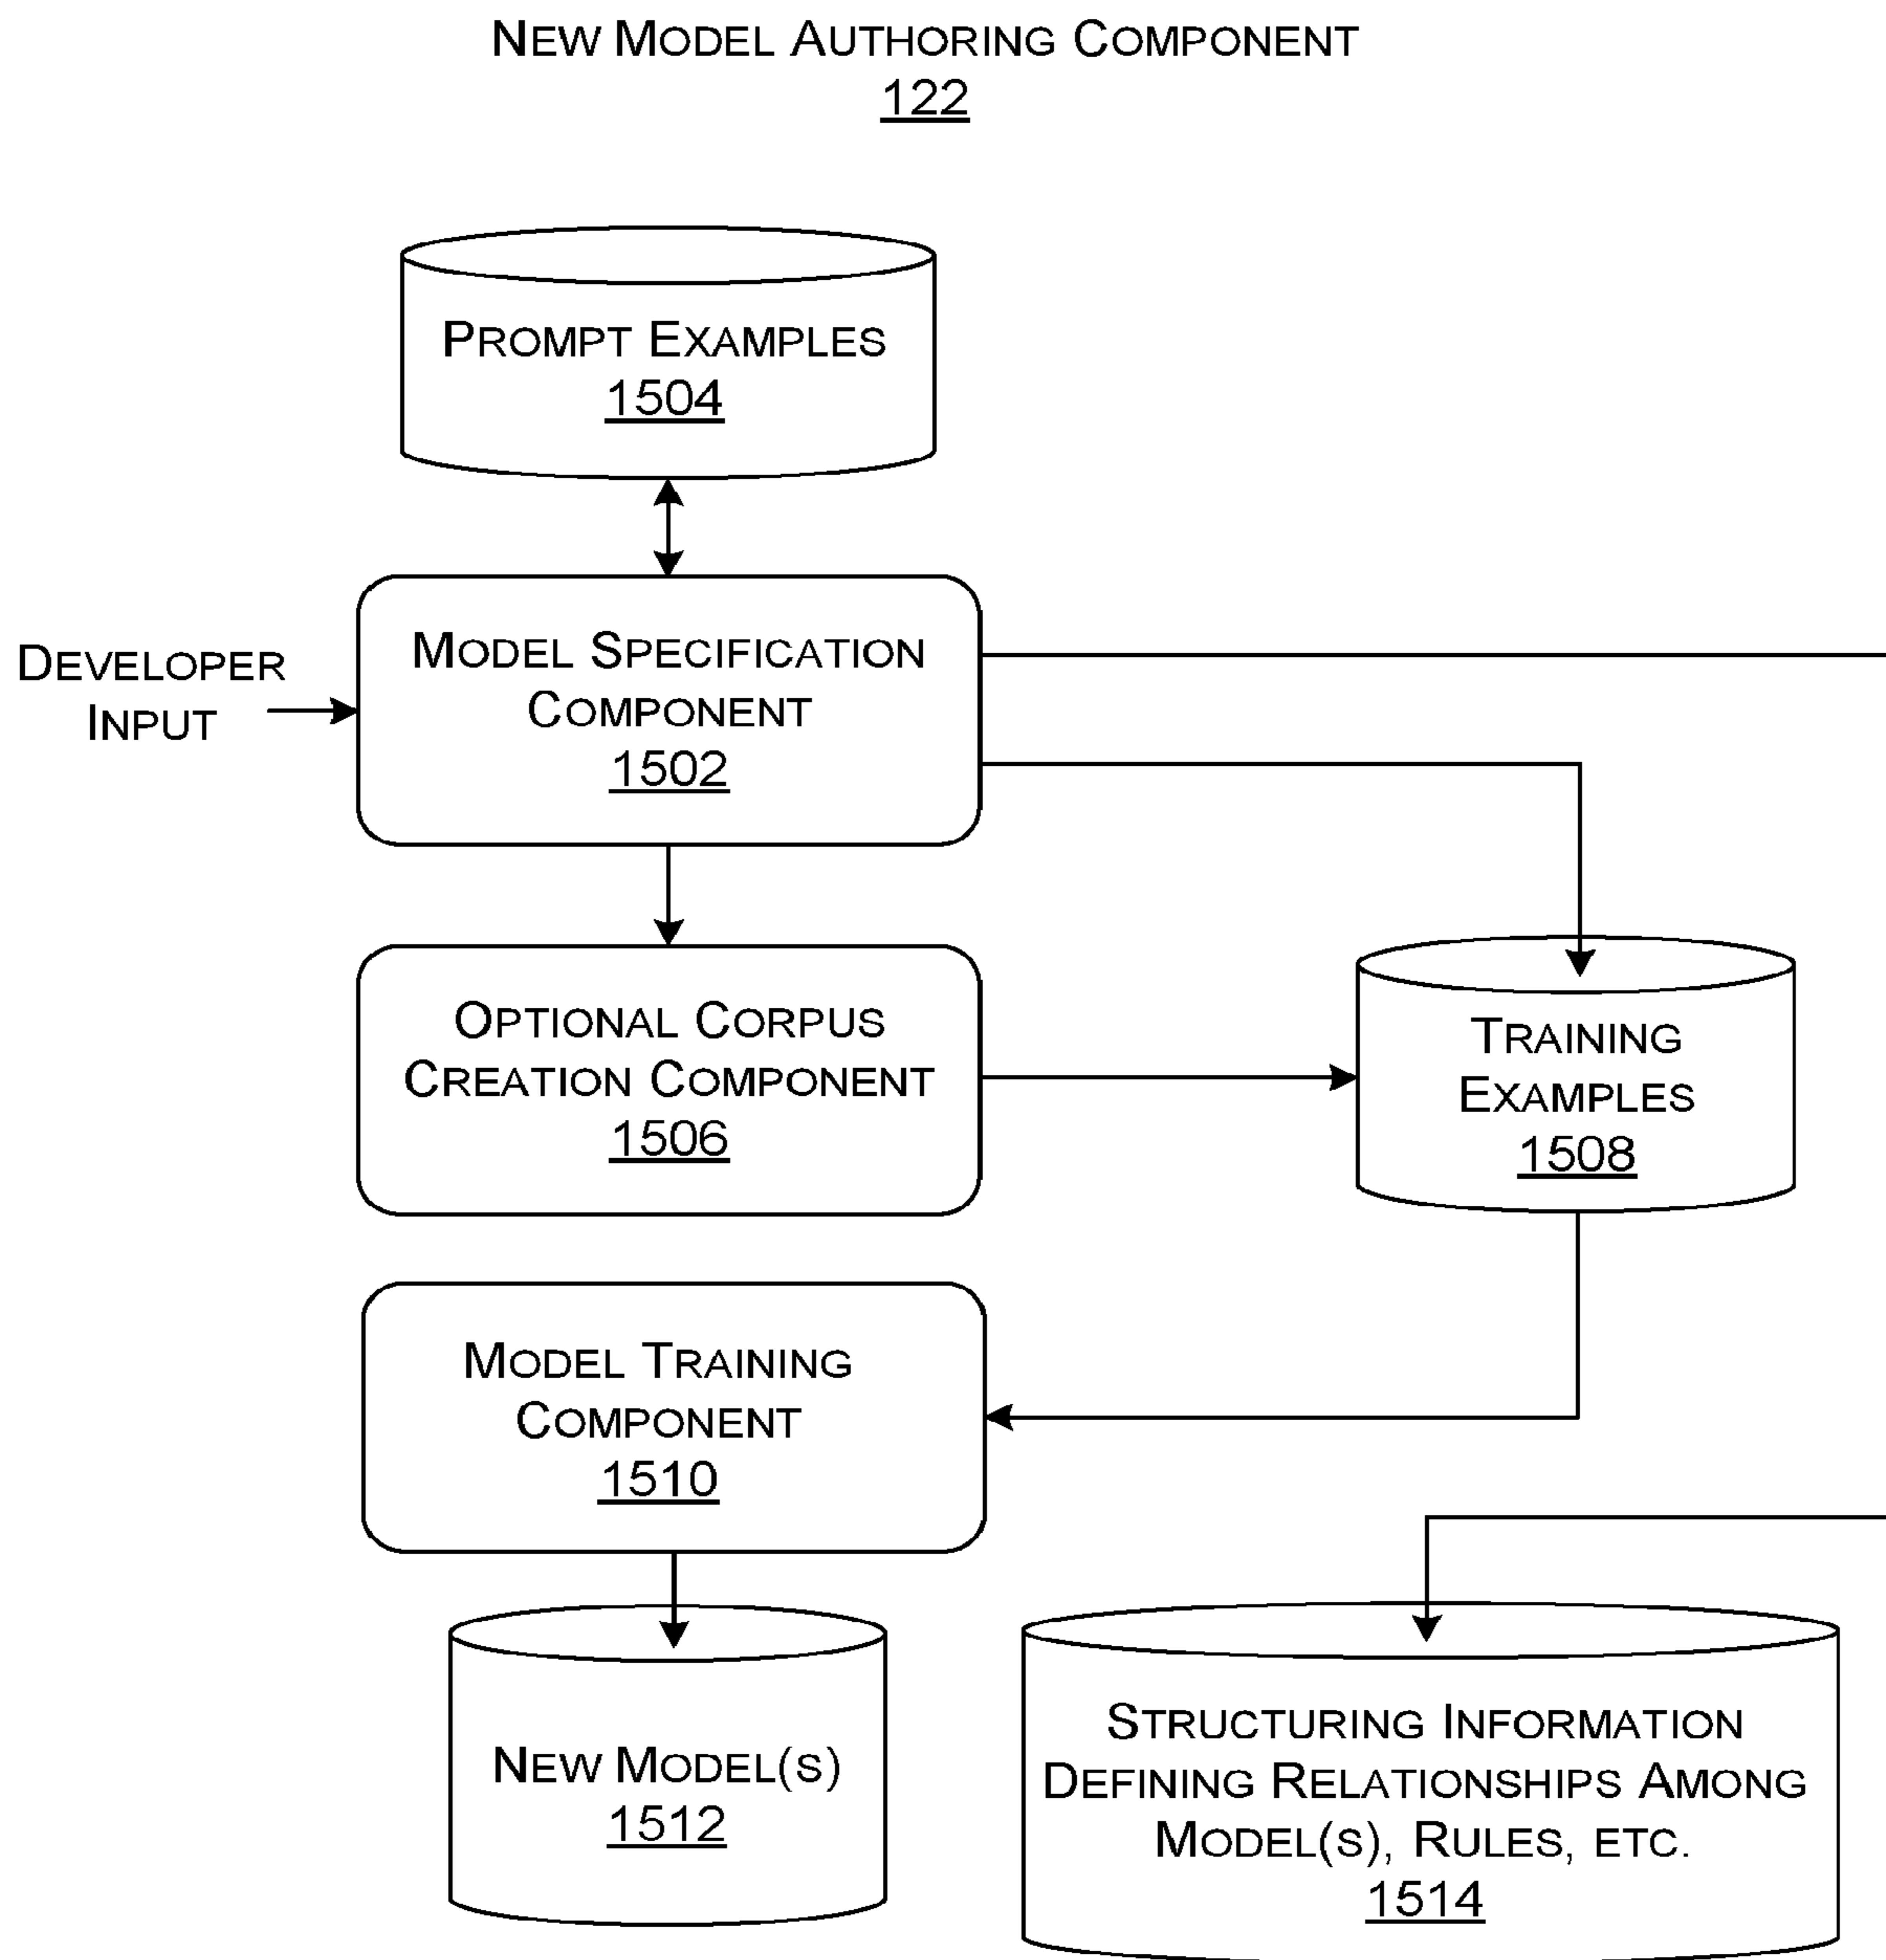 NEW MODEL AUTHORING COMPONENT
122
PROMPT EXAMPLES
1504
DEVELOPER
INPUT
MODEL SPECIFICATION
COMPONENT
1502
OPTIONAL CORPUS
CREATION COMPONENT
1506
TRAINING
EXAMPLES
1508
MODEL TRAINING
COMPONENT
1510
NEW MODEL(S)
1512
STRUCTURING INFORMATION
DEFINING RELATIONSHIPS AMONG
MODEL(S), RULES, ETC.
1514